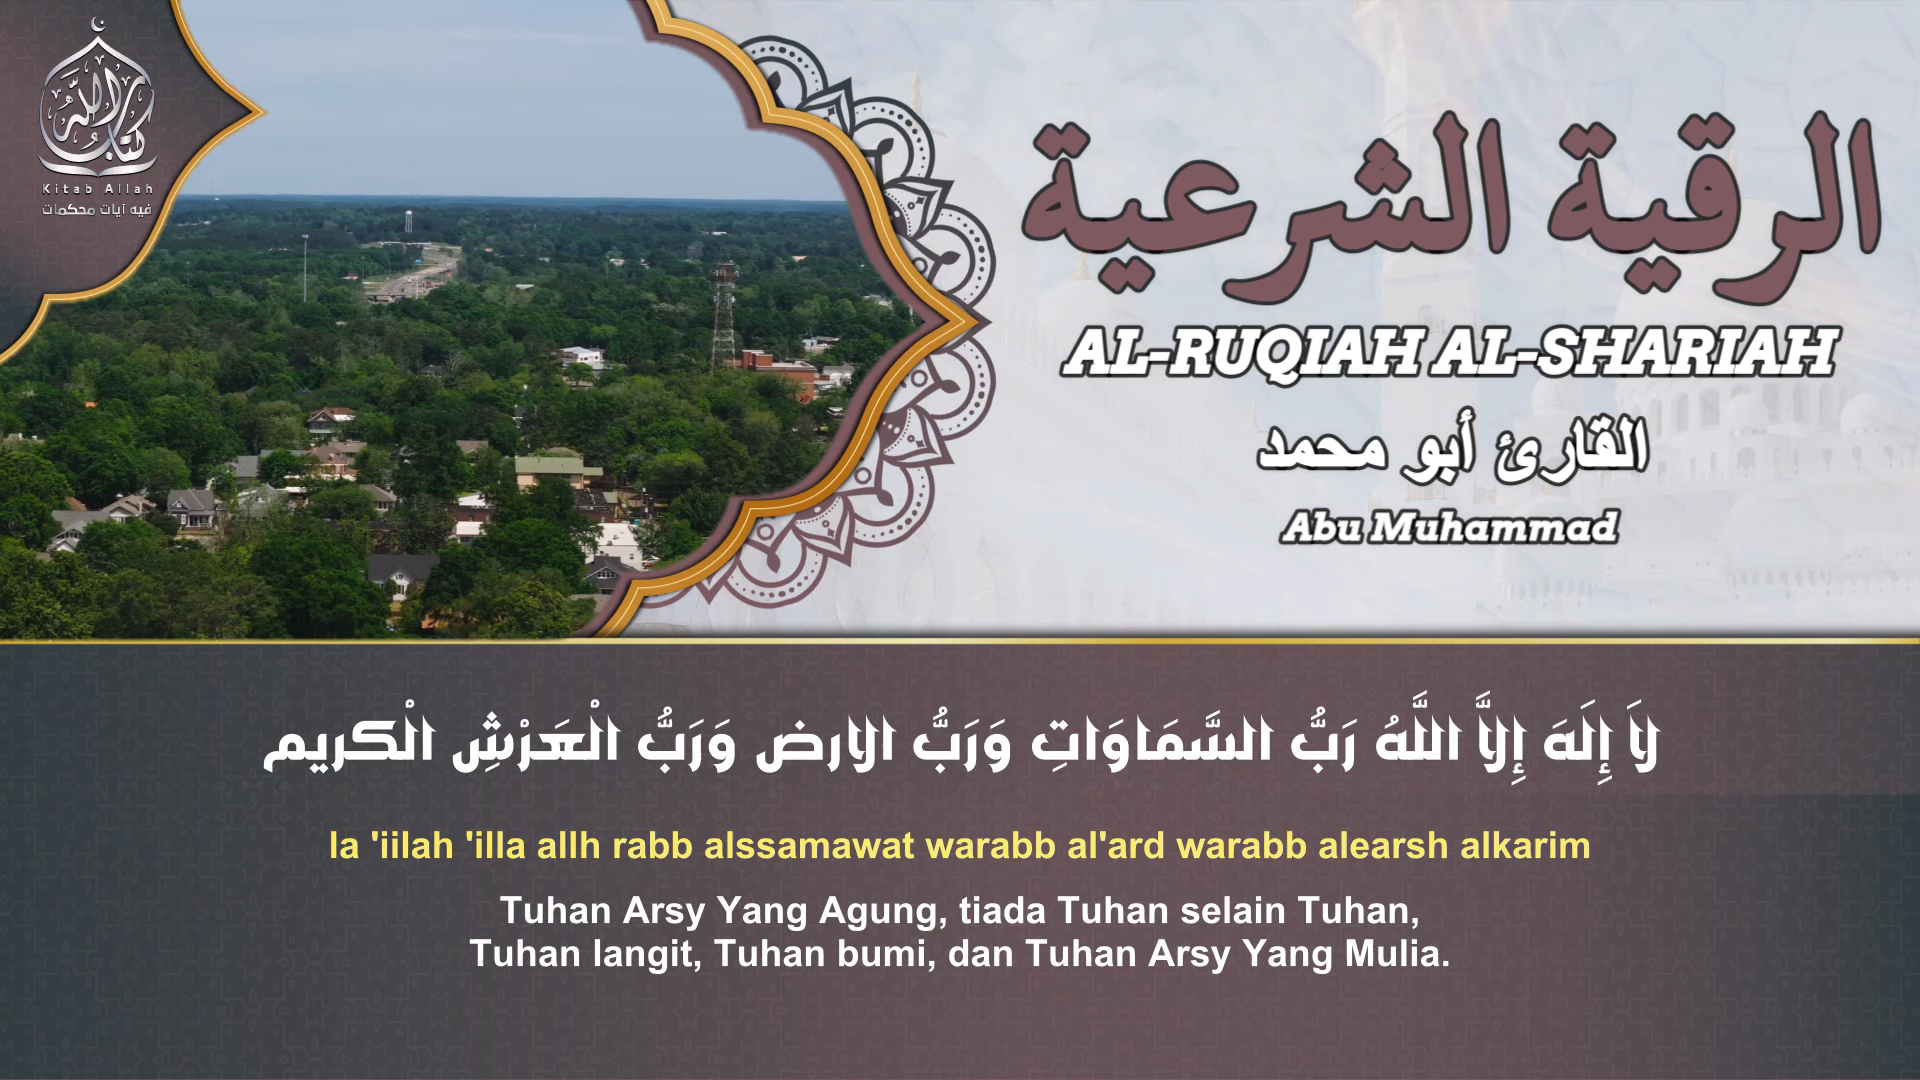 كتاب الله
Kitab Allah
فيه آيات محكمات
الرقية الشرعية
AL-RUQIAH AL-SHARIAH
القارئ أبو محمد
Abu Muhammad
لاَ إِلَهَ إِلاَّ اللَّهُ رَبُّ السَّمَاوَاتِ وَرَبُّ الارض وَرَبُّ الْعَرْشِ الْكريم
la 'iilah 'illa allh rabb alssamawat warabb al'ard warabb alearsh alkarim
Tuhan Arsy Yang Agung, tiada Tuhan selain Tuhan,
Tuhan langit, Tuhan bumi, dan Tuhan Arsy Yang Mulia.